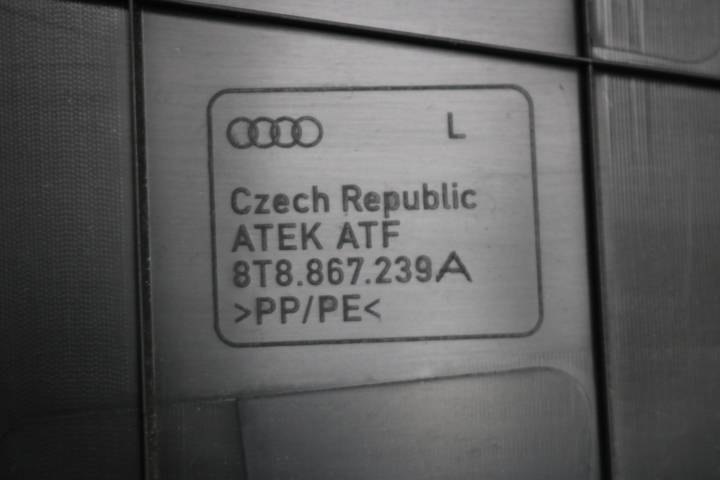 L
Czech Republic
ATEK ATF
8T8.867.239A
>PP/PE<